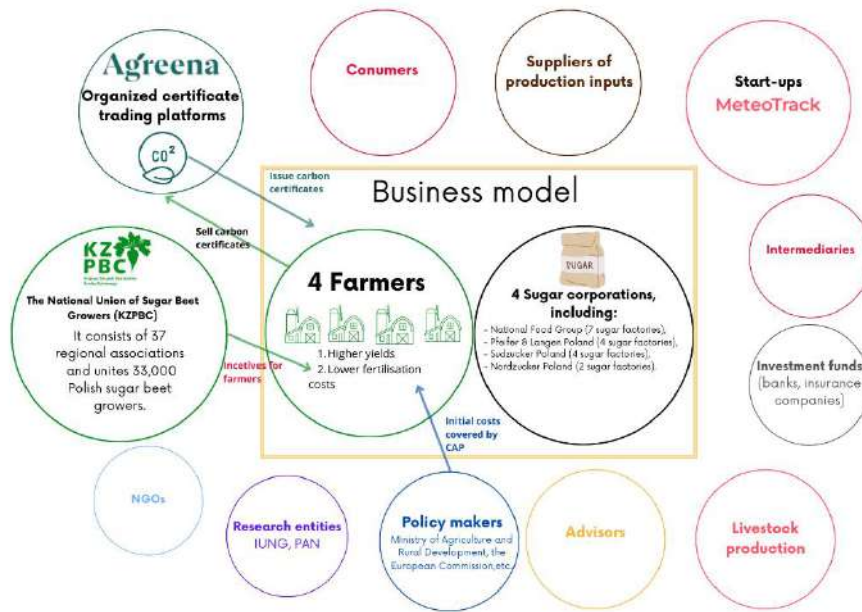 Agreena
Organized certificate
trading platforms
CO²
Conumers
Suppliers of
production inputs
Start-ups
MeteoTrack
Issue carbon
certificates
Business model
Sell carbon
certificates
KZ
PBC
The National Union of Sugar Beet
Growers (KZPBC)
It consists of 37
regional associations
and unites 33,000
Polish sugar beet
growers.
Incetives for
farmers
4 Farmers
1. Higher yields
2. Lower fertilisation
costs
SUGAR
4 Sugar corporations,
including:
- National Food Group (7 sugar factories),
- Pfeifer & Langen Poland (4 sugar factories),
- Sudzucker Poland (4 sugar factories),
- Nordzucker Poland (2 sugar factories).
Intermediaries
Investment funds
(banks, insurance
companies)
Initial costs
covered by
CAP
NGOs
Research entities
IUNG, PAN
Policy makers
Ministry of Agriculture and
Rural Development, the
European Commission,etc.
Advisors
Livestock
production